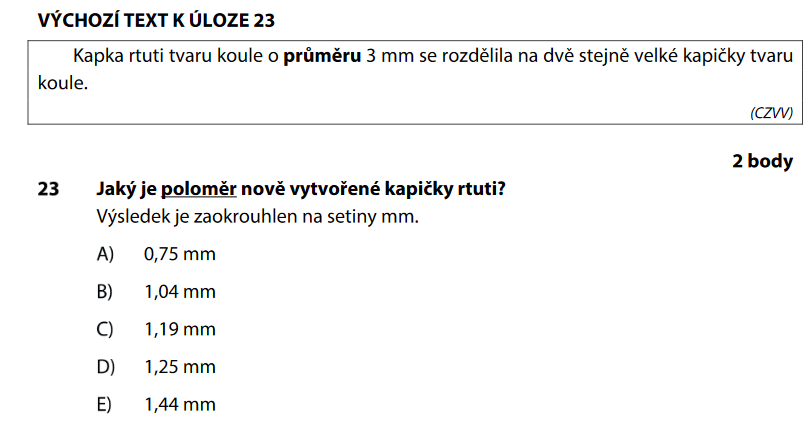 VÝCHOZÍ TEXT K ÚLOZE 23
Kapka rtuti tvaru koule o průměru 3 mm se rozdělila na dvě stejně velké kapičky tvaru
koule.
(CZVV)
2 body
23 Jaký je poloměr nově vytvořené kapičky rtuti?
Výsledek je zaokrouhlen na setiny mm.
A) 0,75 mm
B) 1,04 mm
C) 1,19 mm
D) 1,25 mm
E) 1,44 mm